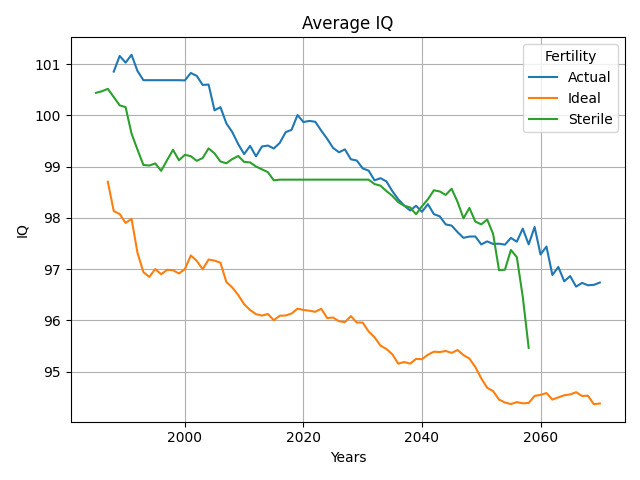 Average IQ
Fertility
Actual
Ideal
Sterile
101
100
99
98
97
96
95
IQ
2000 2020 2040 2060
Years